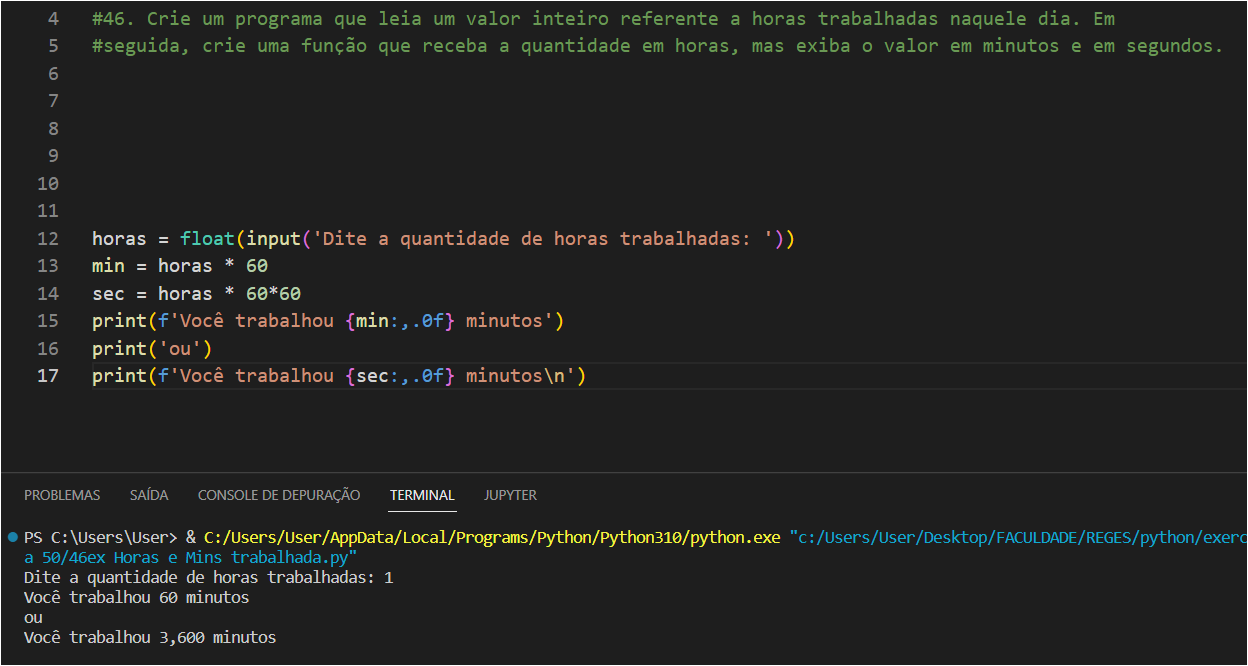 4 #46. Crie um programa que leia um valor inteiro referente a horas trabalhadas naquele dia. Em
5 #seguida, crie uma função que receba a quantidade em horas, mas exiba o valor em minutos e em segundos.
6
7
8
9
10
11
12 horas = float(input('Dite a quantidade de horas trabalhadas: '))
13 min = horas * 60
14 sec = horas * 60*60
15 print(f'Você trabalhou {min:,.0f} minutos')
16 print('ou')
17 print(f'Você trabalhou {sec:,.0f} minutos\n')
PROBLEMAS SAÍDA CONSOLE DE DEPURAÇÃO TERMINAL JUPYTER
PS C:\Users\User> & C:/Users/User/AppData/Local/Programs/Python/Python310/python.exe "c:/Users/User/Desktop/FACULDADE/REGES/python/exerc
a 50/46ex Horas e Mins trabalhada.py"
Dite a quantidade de horas trabalhadas: 1
Você trabalhou 60 minutos
ou
Você trabalhou 3,600 minutos